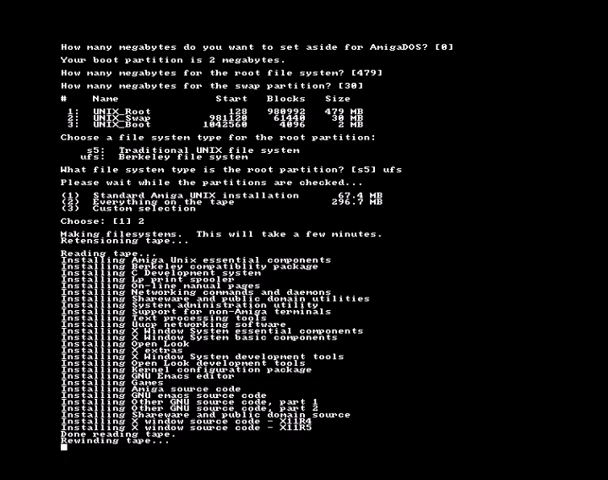 How many megabytes do you want to set aside for AmigaDOS? [0]
Your boot partition is 2 megabytes.
How many megabytes for the root file system? [479]
How many megabytes for the swap partition? [30]
# Name Start Blocks Size
1: UNIX_Root 128 980992 479 MB
2: UNIX_Swap 981120 61440 30 MB
3: UNIX_Boot 1042560 4096 2 MB
Choose a file system type for the root partition:
s5: Traditional UNIX file system
ufs: Berkeley file system
What file system type is the root partition? [s5] ufs
Please wait while the partitions are checked...
(1) Standard Amiga UNIX installation 67.4 MB
(2) Everything on the tape 296.7 MB
(3) Custom selection
Choose: [1] 2
Making filesystems. This will take a few minutes.
Retensioning tape...
Reading tape...
Installing Amiga Unix essential components
Installing Berkeley compatiblity package
Installing C Development system
Installing Lp print spooler
Installing On-line manual pages
Installing Networking commands and daemons
Installing Shareware and public domain utilities
Installing System administration utility
Installing Support for non-Amiga terminals
Installing Text processing tools
Installing Uucp networking software
Installing X Window System essential components
Installing X Window System basic components
Installing Open Look
Installing X extras
Installing X Window System development tools
Installing Open Look development tools
Installing Kernel configuration package
Installing GNU Emacs editor
Installing Games
Installing Amiga source code
Installing GNU emacs source code
Installing Other GNU source code, part 1
Installing Other GNU source code, part 2
Installing Shareware and public domain source
Installing X window source code - X11R4
Installing X window source code - X11R5
Done reading tape.
Rewinding tape...